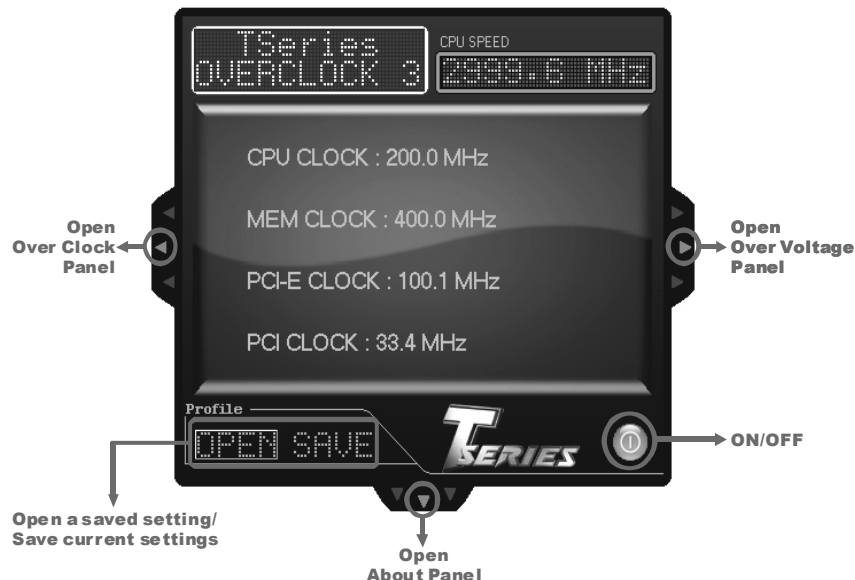 TSeries
OVERCLOCK 3
CPU SPEED
2999.6 MHz
CPU CLOCK : 200.0 MHz
MEM CLOCK : 400.0 MHz
PCI-E CLOCK : 100.1 MHz
PCI CLOCK : 33.4 MHz
Open
Over Clock
Panel
Open
Over Voltage
Panel
Profile
OPEN SAVE
TSERIES
ON/OFF
Open a saved setting/
Save current settings
Open
About Panel